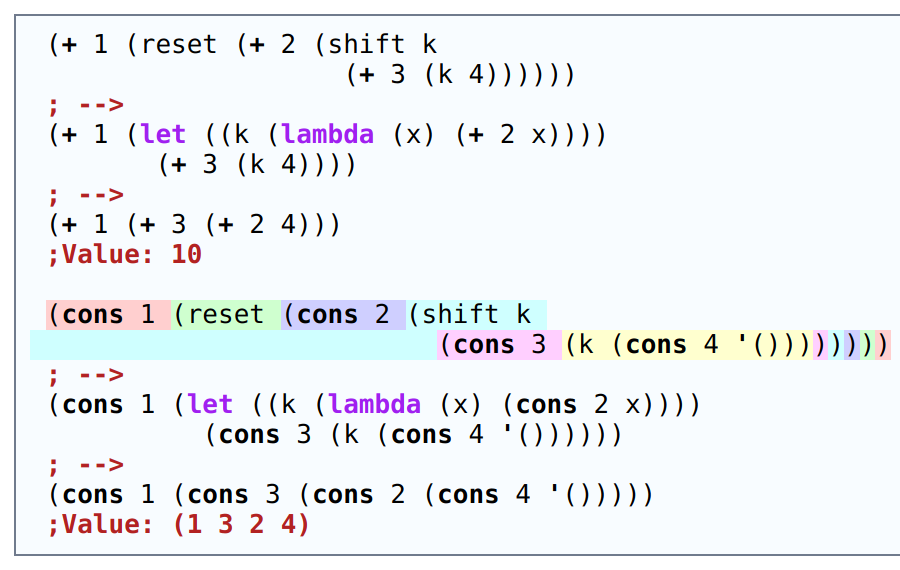 (+ 1 (reset (+ 2 (shift k
(+ 3 (k 4))))))
; -->
(+ 1 (let ((k (lambda (x) (+ 2 x))))
(+ 3 (k 4))))
; -->
(+ 1 (+ 3 (+ 2 4)))
;Value: 10
(cons 1 (reset (cons 2 (shift k
(cons 3 (k (cons 4 '()))))))))
; -->
(cons 1 (let ((k (lambda (x) (cons 2 x))))
(cons 3 (k (cons 4 '())))))
; -->
(cons 1 (cons 3 (cons 2 (cons 4 '()))))
;Value: (1 3 2 4)